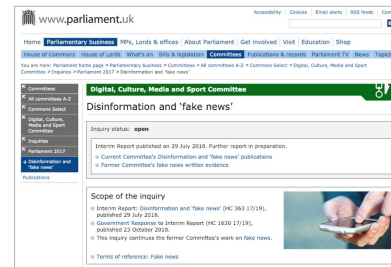 Accessibility Cookies Email alerts RSS feeds
www.parliament.uk
Home Parliamentary business MPs, Lords & offices About Parliament Get involved Visit Education Shop
House of Commons House of Lords What's on Bills & legislation Committees Publications & records Parliament TV News Topics
You are here: Parliament home page > Parliamentary business > Committees > All committees A-Z > Commons Select > Digital, Culture, Media and Sport
Committee > Inquiries > Parliament 2017 > Disinformation and 'fake news'
Committees
All committees A-Z
Commons Select
Digital, Culture,
Media and Sport
Committee
Inquiries
Parliament 2017
Disinformation and
'fake news'
Publications
Digital, Culture, Media and Sport Committee
Disinformation and 'fake news'
Inquiry status: open
Interim Report published on 29 July 2018. Further report in preparation.
Current Committee's Disinformation and 'fake news' publications
Former Committee's fake news written evidence
Scope of the inquiry
Interim Report: Disinformation and 'fake news' (HC 363 17/19),
published 29 July 2018.
Government Response to Interim Report (HC 1630 17/19),
published 23 October 2018.
This inquiry continues the former Committee's work on fake news.
Terms of reference: Fake news